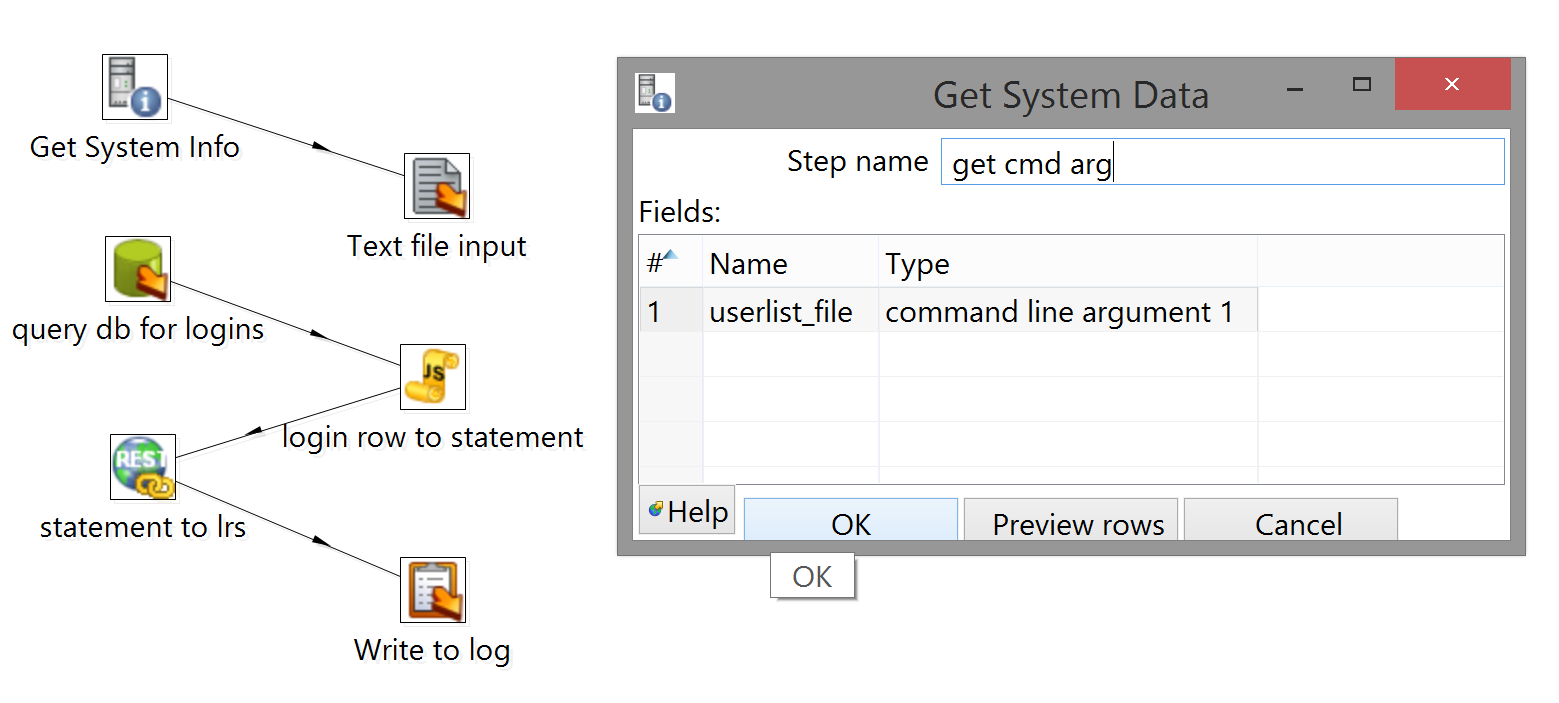 Get System Info
Text file input
query db for logins
JS
login row to statement
REST
statement to lrs
Write to log
Get System Data
Step name get cmd arg
Fields:
# Name Type
1 userlist_file command line argument 1
Help OK Preview rows Cancel
OK